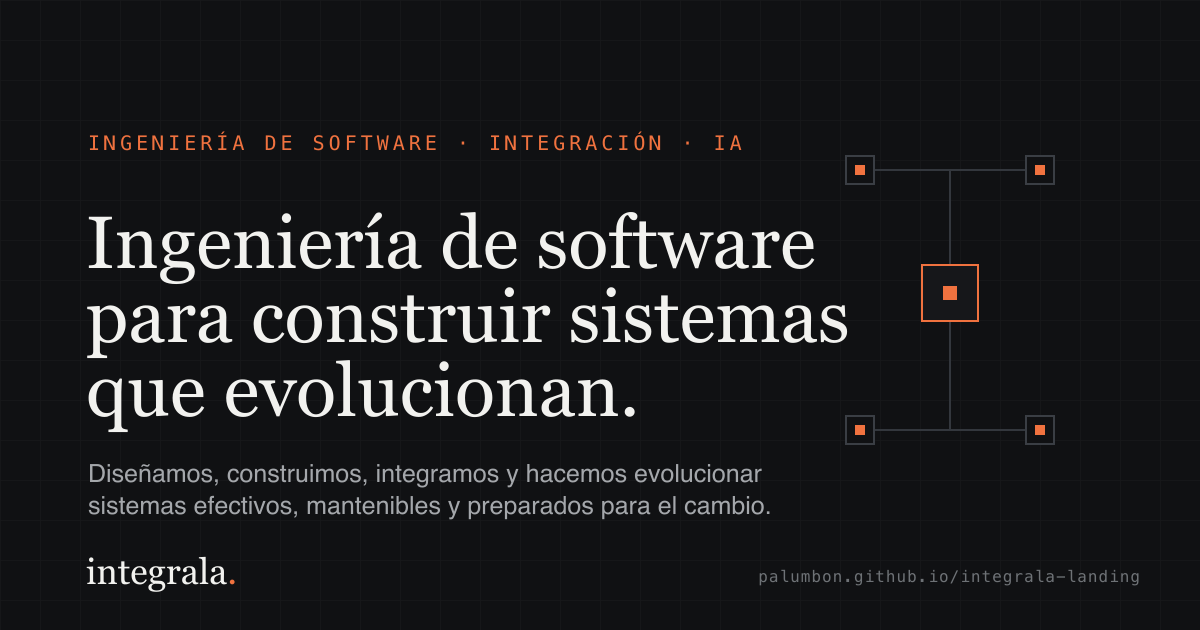 INGENIERÍA DE SOFTWARE · INTEGRACIÓN · IA
Ingeniería de software
para construir sistemas
que evolucionan.
Diseñamos, construimos, integramos y hacemos evolucionar
sistemas efectivos, mantenibles y preparados para el cambio.
integrala.
palumbon.github.io/integrala-landing